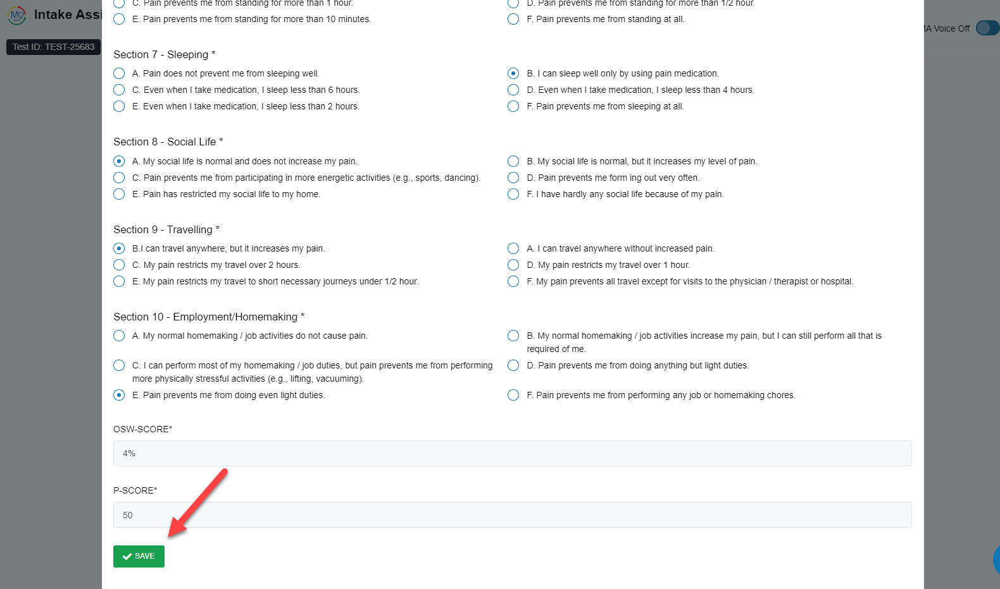 C. Pain prevents me from standing for more than 1 hour.
D. Pain prevents me from standing for more than 1/2 hour.
My
Intake Assi
E. Pain prevents me from standing for more than 10 minutes.
F. Pain prevents me from standing at all.
MA Voice Off
Test ID: TEST-25683
Section 7 - Sleeping *
A. Pain does not prevent me from sleeping well.
B. I can sleep well only by using pain medication.
C. Even when I take medication, I sleep less than 6 hours.
D. Even when I take medication, I sleep less than 4 hours.
E. Even when I take medication, I sleep less than 2 hours.
F. Pain prevents me from sleeping at all.
Section 8 - Social Life *
A. My social life is normal and does not increase my pain.
B. My social life is normal, but it increases my level of pain.
C. Pain prevents me from participating in more energetic activities (e.g., sports, dancing).
D. Pain prevents me form ing out very often.
E. Pain has restricted my social life to my home.
F. I have hardly any social life because of my pain.
Section 9 - Travelling *
B.I can travel anywhere, but it increases my pain.
A. I can travel anywhere without increased pain.
C. My pain restricts my travel over 2 hours.
D. My pain restricts my travel over 1 hour.
E. My pain restricts my travel to short necessary journeys under 1/2 hour.
F. My pain prevents all travel except for visits to the physician / therapist or hospital.
Section 10 - Employment/Homemaking *
A. My normal homemaking / job activities do not cause pain.
B. My normal homemaking / job activities increase my pain, but I can still perform all that is
required of me.
C. I can perform most of my homemaking / job duties, but pain prevents me from performing
more physically stressful activities (e.g., lifting, vacuuming).
D. Pain prevents me from doing anything but light duties.
E. Pain prevents me from doing even light duties.
F. Pain prevents me from performing any job or homemaking chores.
OSW-SCORE*
4%
P-SCORE*
50
SAVE